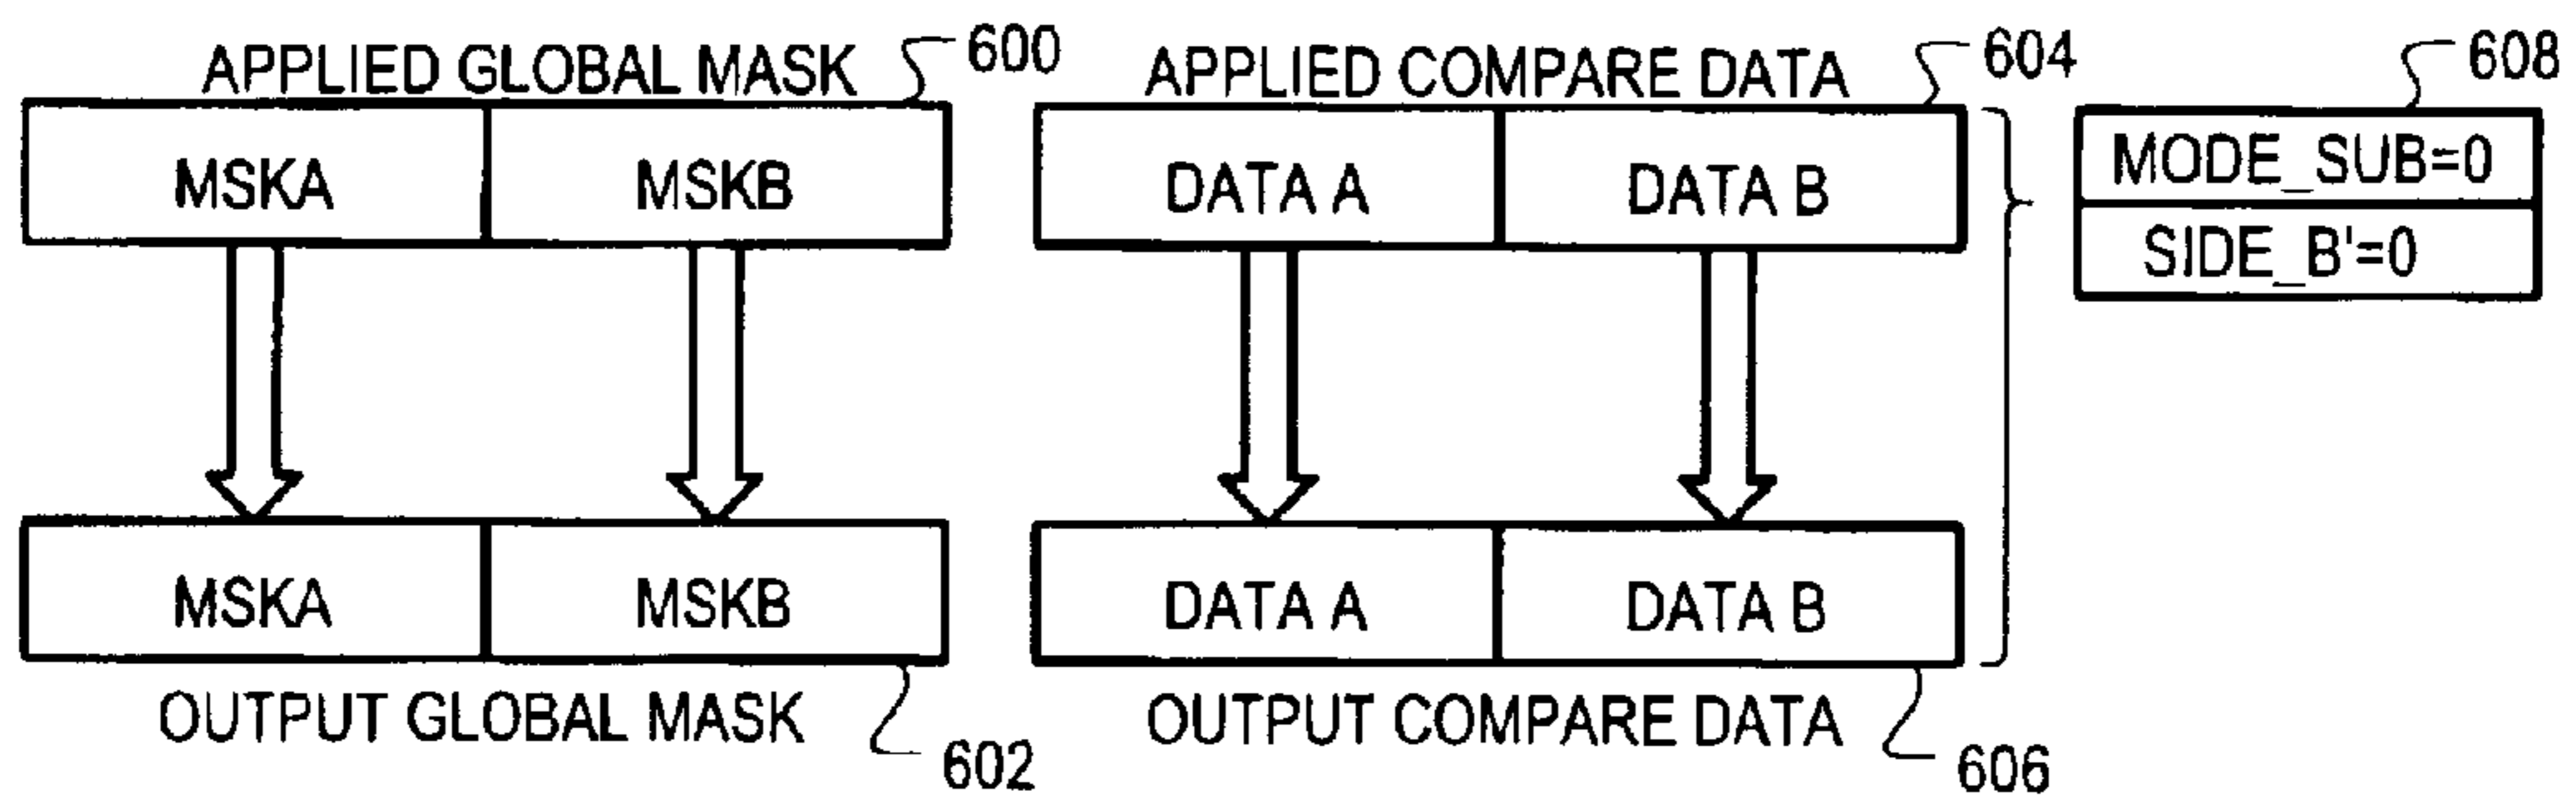 APPLIED GLOBAL MASK 600
MSKA MSKB
MSKA MSKB
OUTPUT GLOBAL MASK
602
APPLIED COMPARE DATA 604
DATA A DATA B
DATA A DATA B
OUTPUT COMPARE DATA
606
608
MODE_SUB=0
SIDE_B'=0